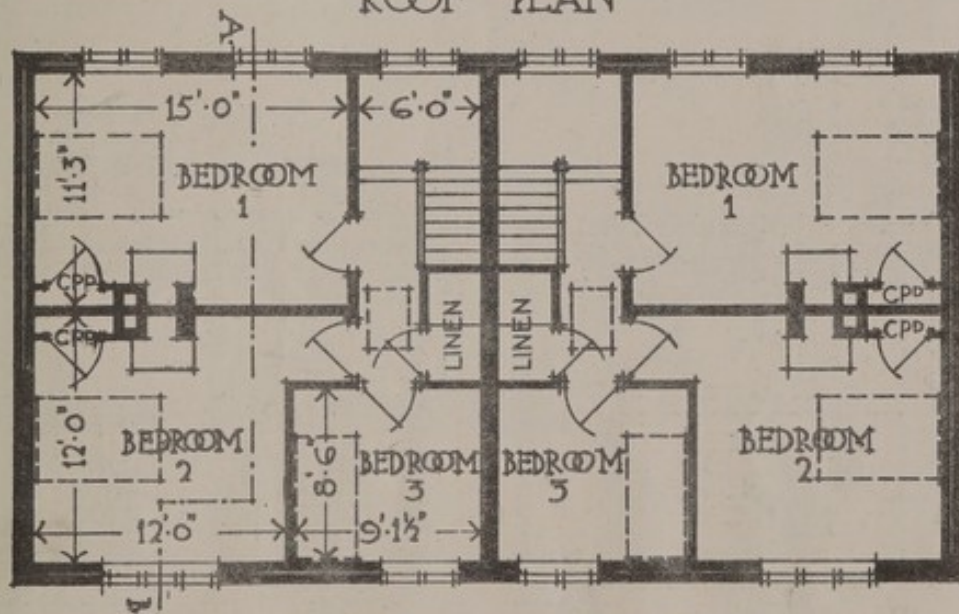 ROOF PLAN
A
15'·0"
6'·0"
11'·3"
BEDROOM
1
BEDROOM
1
CPD
CPD
CPD
CPD
LINEN
LINEN
12'·0"
BEDROOM
2
8'·6"
BEDROOM
3
BEDROOM
3
BEDROOM
2
12'·0"
9'·1½"
A